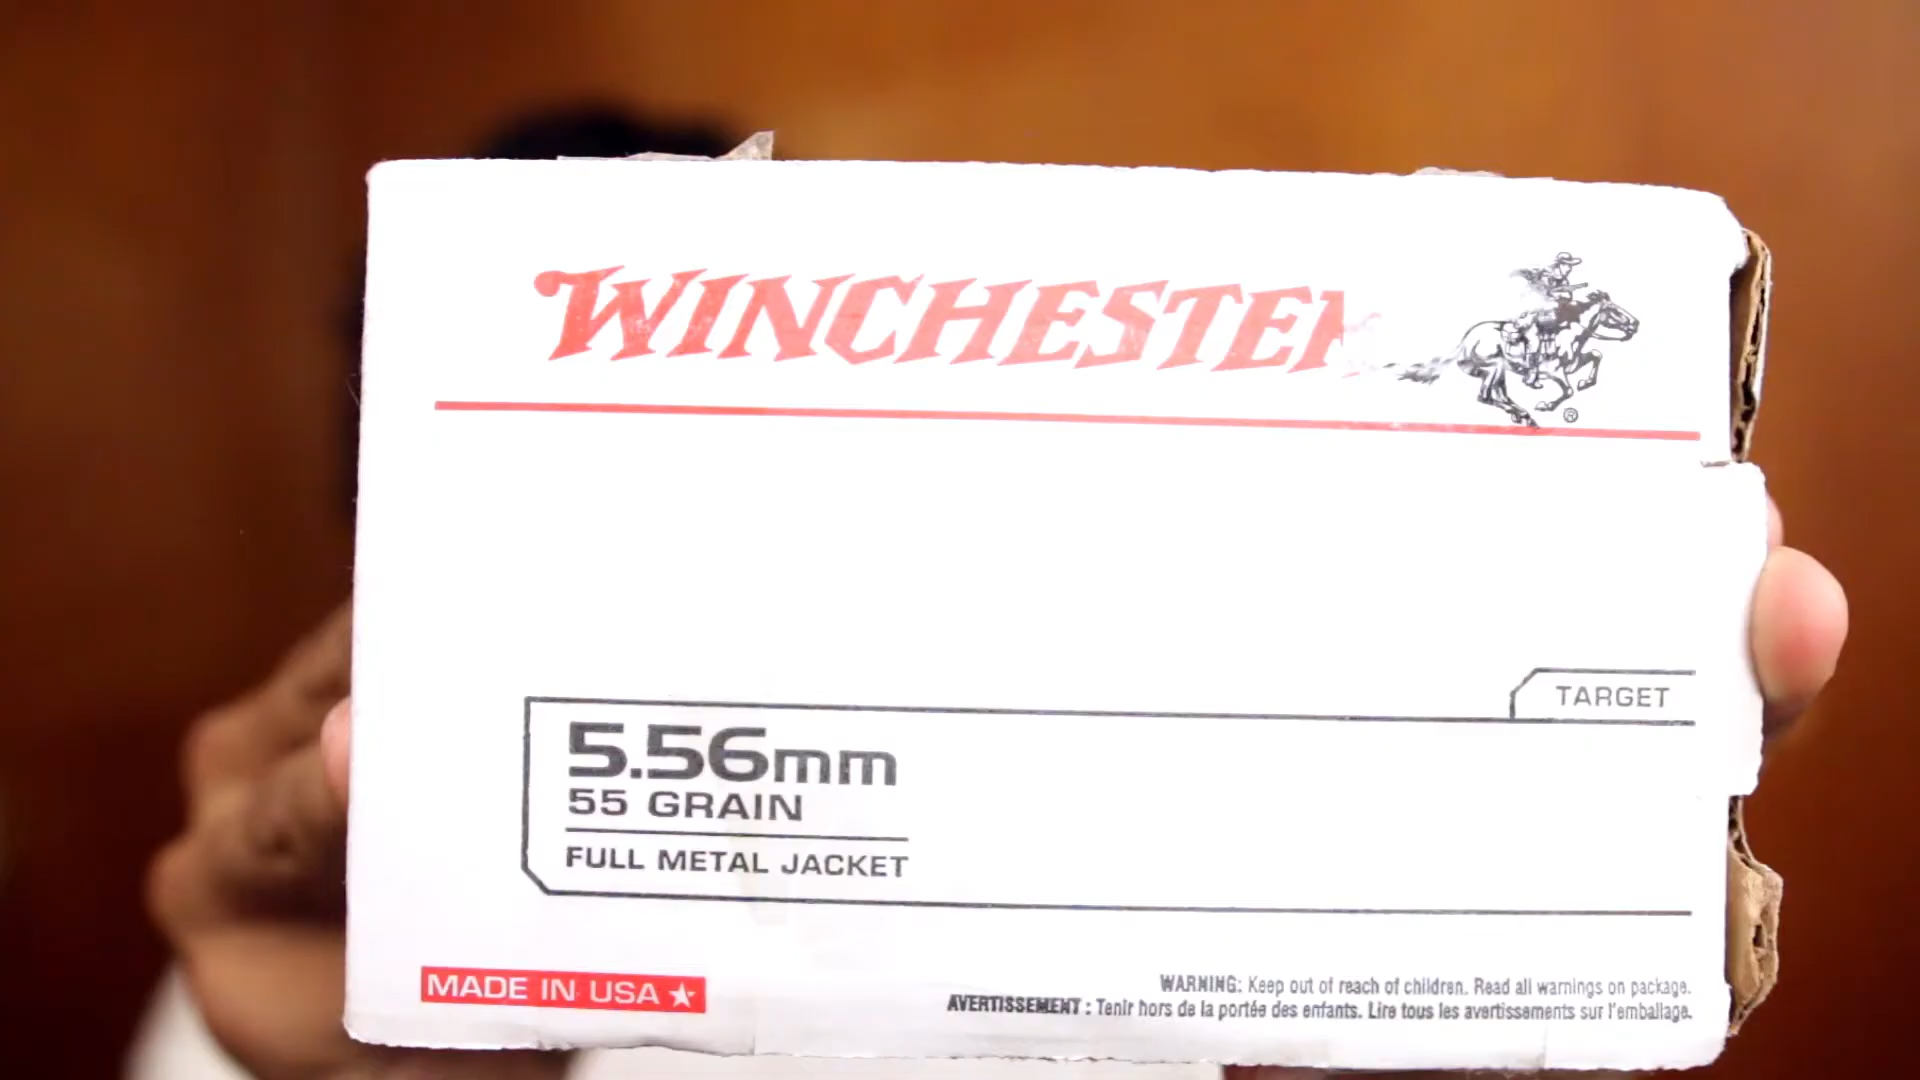 WINCHESTER
®
TARGET
5.56mm
55 GRAIN
FULL METAL JACKET
MADE IN USA
WARNING: Keep out of reach of children. Read all warnings on package.
AVERTISSEMENT : Tenir hors de la portée des enfants. Lire tous les avertissements sur l'emballage.